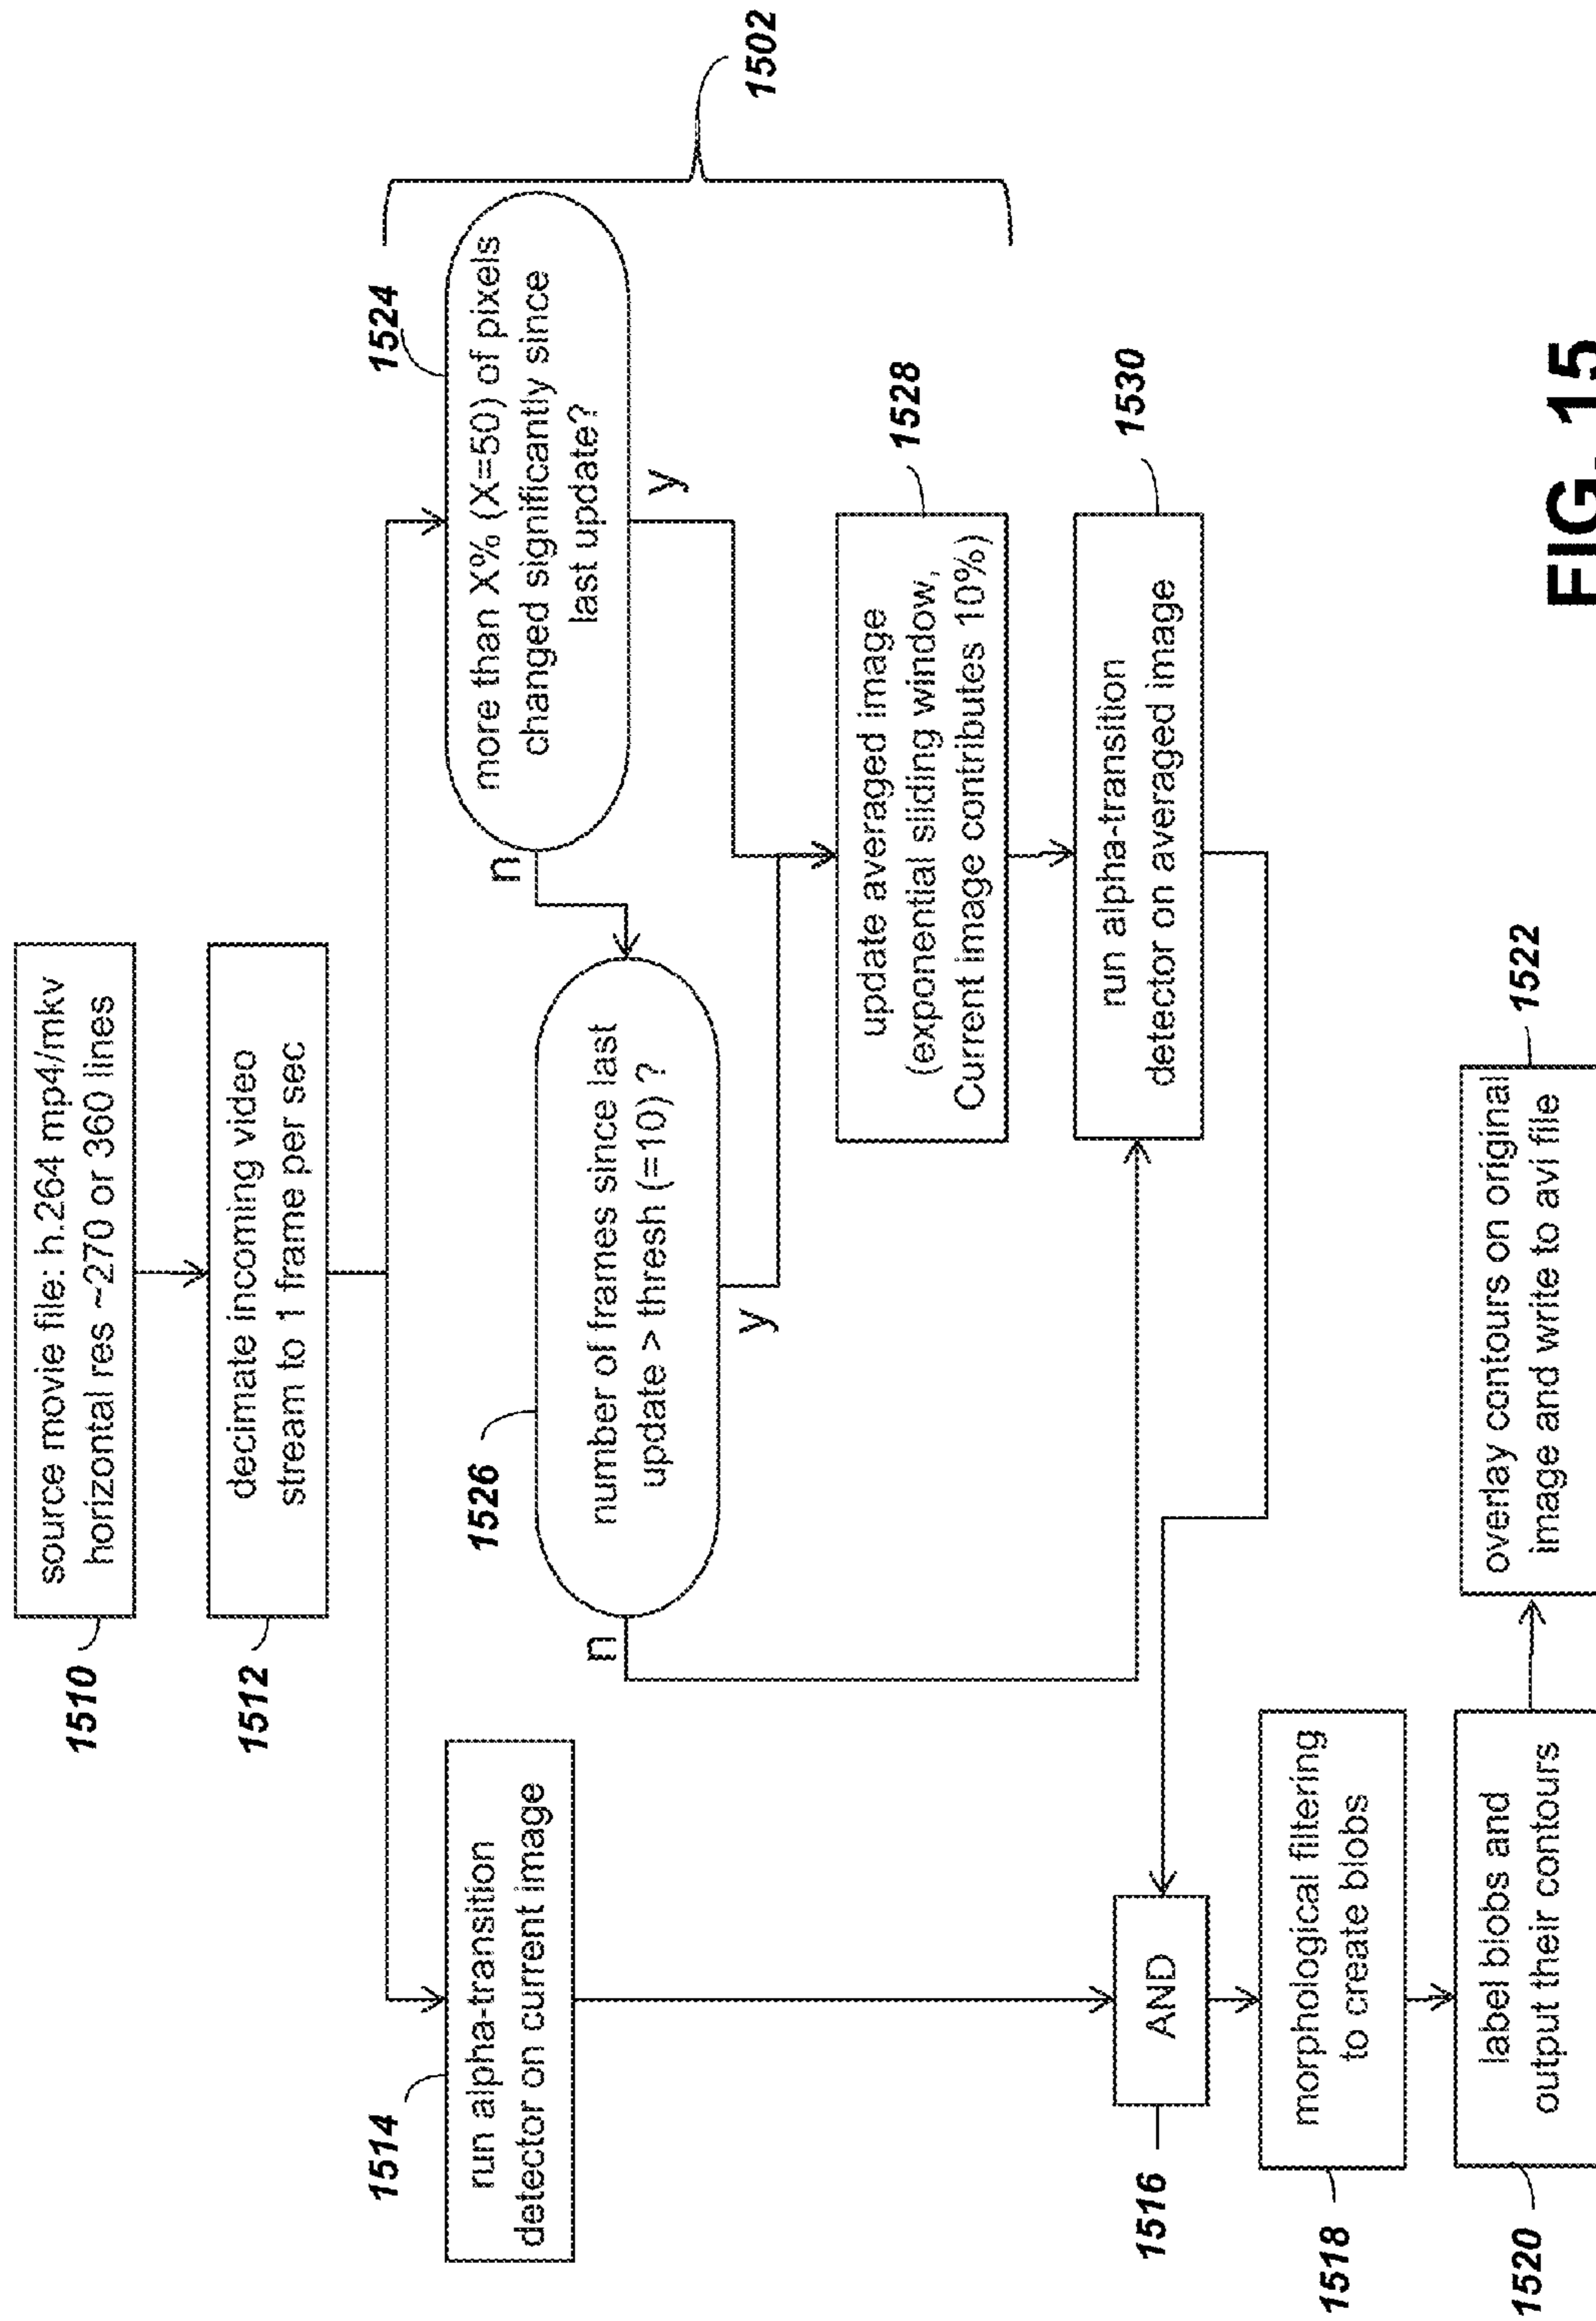 1510
source movie file: h.264 mp4/mkv
horizontal res ~270 or 360 lines
1512
decimate incoming video
stream to 1 frame per sec
1514
run alpha-transition
detector on current image
1524
more than X% (X=50) of pixels
changed significantly since
last update?
n
y
1502
1526
number of frames since last
update > thresh (=10) ?
n
y
1528
update averaged image
(exponential sliding window,
Current image contributes 10%)
1530
run alpha-transition
detector on averaged image
1516
AND
1518
morphological filtering
to create blobs
1520
label blobs and
output their contours
1522
overlay contours on original
image and write to avi file
FIG. 15